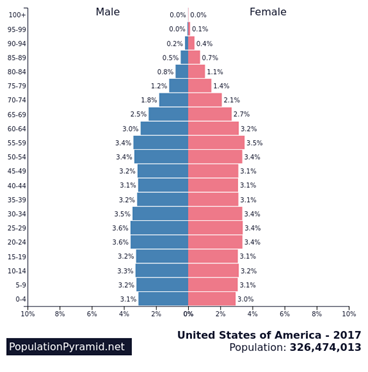 Male Female
100+ 0.0% 0.0%
95-99 0.0% 0.1%
90-94 0.2% 0.4%
85-89 0.5% 0.7%
80-84 0.8% 1.1%
75-79 1.2% 1.4%
70-74 1.8% 2.1%
65-69 2.5% 2.7%
60-64 3.0% 3.2%
55-59 3.4% 3.5%
50-54 3.4% 3.4%
45-49 3.2% 3.1%
40-44 3.1% 3.1%
35-39 3.2% 3.1%
30-34 3.5% 3.4%
25-29 3.6% 3.4%
20-24 3.6% 3.4%
15-19 3.2% 3.1%
10-14 3.3% 3.2%
5-9 3.2% 3.1%
0-4 3.1% 3.0%
10% 8% 6% 4% 2% 0% 2% 4% 6% 8% 10%
United States of America - 2017
PopulationPyramid.net Population: 326,474,013